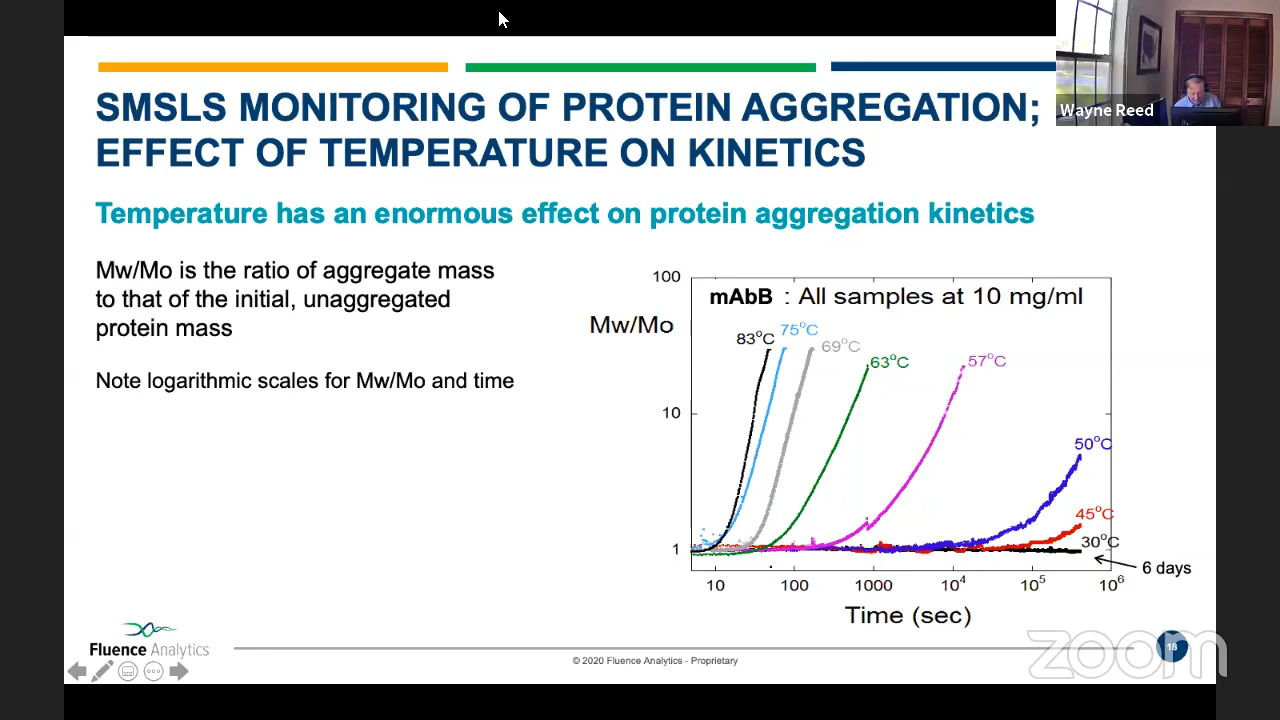 Wayne Reed
SMSLS MONITORING OF PROTEIN AGGREGATION;
EFFECT OF TEMPERATURE ON KINETICS
Temperature has an enormous effect on protein aggregation kinetics
Mw/Mo is the ratio of aggregate mass
to that of the initial, unaggregated
protein mass
Note logarithmic scales for Mw/Mo and time
mAbB : All samples at 10 mg/ml
Mw/Mo
100
10
1
83°C
75°C
69°C
63°C
57°C
50°C
45°C
30°C
6 days
10 100 1000 10⁴ 10⁵ 10⁶
Time (sec)
Fluence Analytics
© 2020 Fluence Analytics - Proprietary
18
zoom